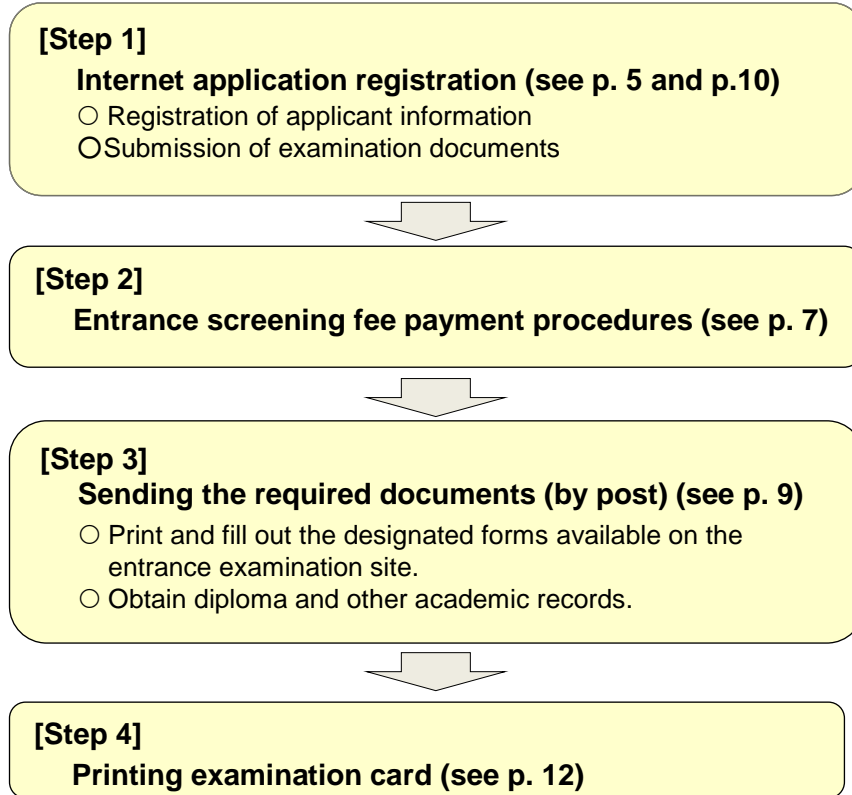 [Step 1]
Internet application registration (see p. 5 and p.10)
○ Registration of applicant information
○Submission of examination documents
[Step 2]
Entrance screening fee payment procedures (see p. 7)
[Step 3]
Sending the required documents (by post) (see p. 9)
○ Print and fill out the designated forms available on the
entrance examination site.
○ Obtain diploma and other academic records.
[Step 4]
Printing examination card (see p. 12)